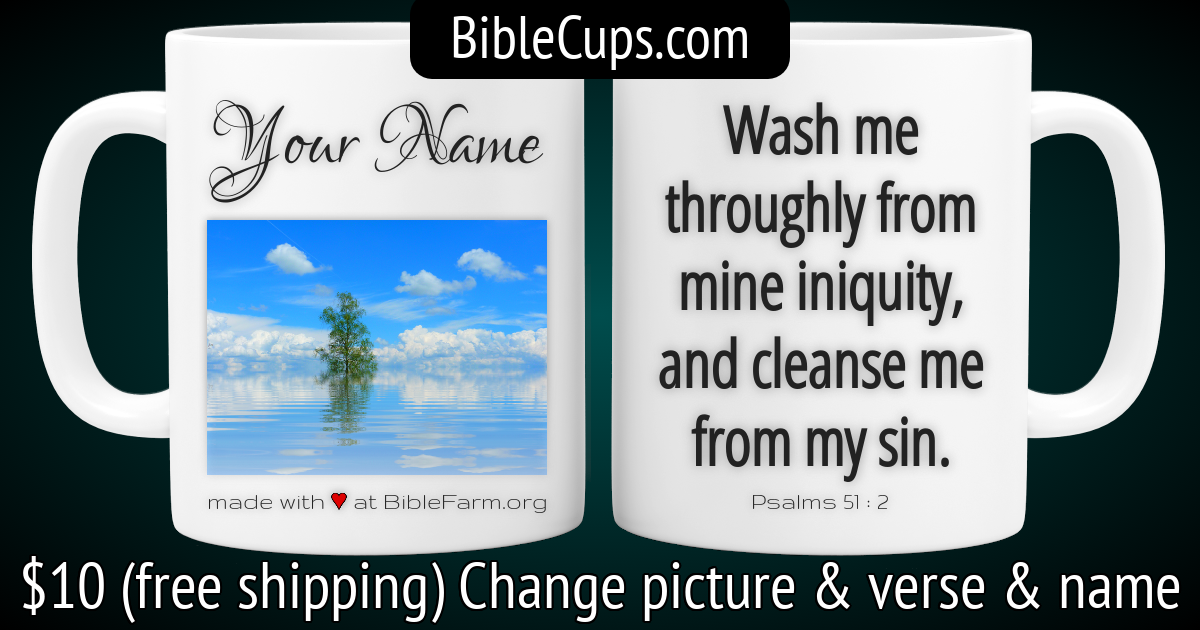 BibleCups.com
Your Name
made with ♥ at BibleFarm.org
Wash me
throughly from
mine iniquity,
and cleanse me
from my sin.
Psalms 51 : 2
$10 (free shipping) Change picture & verse & name